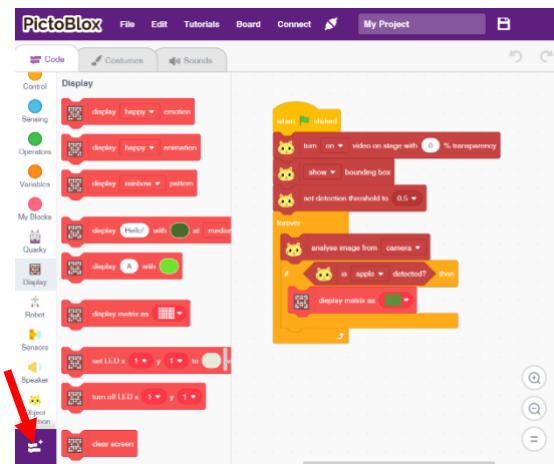 PictoBlox File Edit Tutorials Board Connect My Project
Code Costumes Sounds
Control
Sensing
Operators
Variables
My Blocks
Quarky
Display
Robot
Sensors
Speaker
Object
Display
display happy emotion
display happy animation
display rainbow pattern
display Hello! with at medium
display A with
display matrix as
set LED x 1 y 1 to
turn off LED x 1 y 1
clear screen
when clicked
turn on video on stage with 0 % transparency
show bounding box
set detection threshold to 0.5
forever
analyse image from camera
if is apple detected? then
display matrix as